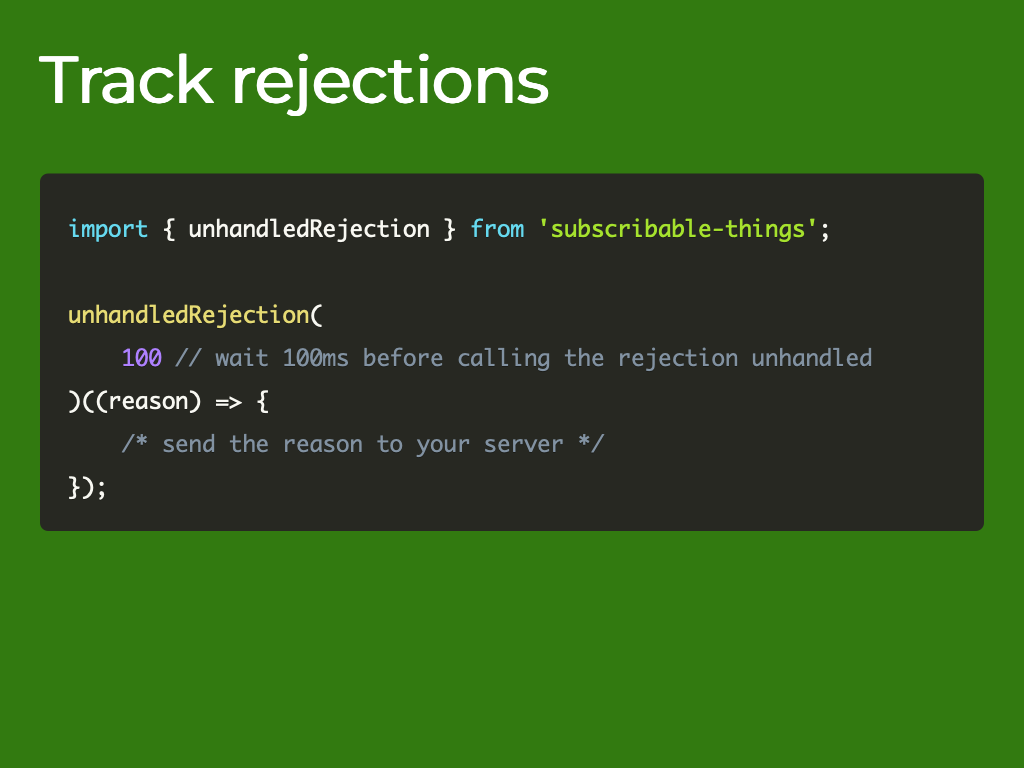 Track rejections
import { unhandledRejection } from 'subscribable-things';
unhandledRejection(
    100 // wait 100ms before calling the rejection unhandled
)((reason) => {
    /* send the reason to your server */
});